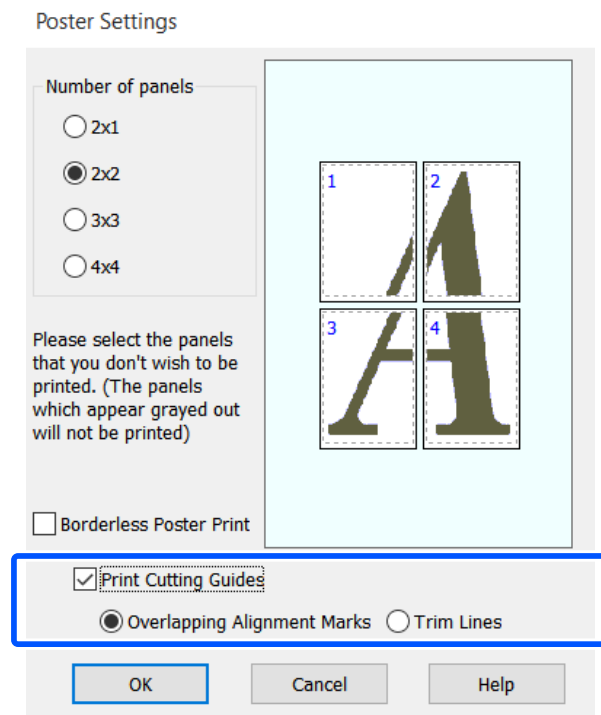 Poster Settings
Number of panels
2x1
2x2
3x3
4x4
1
2
3
4
Please select the panels
that you don't wish to be
printed. (The panels
which appear grayed out
will not be printed)
Borderless Poster Print
Print Cutting Guides
Overlapping Alignment Marks Trim Lines
OK Cancel Help